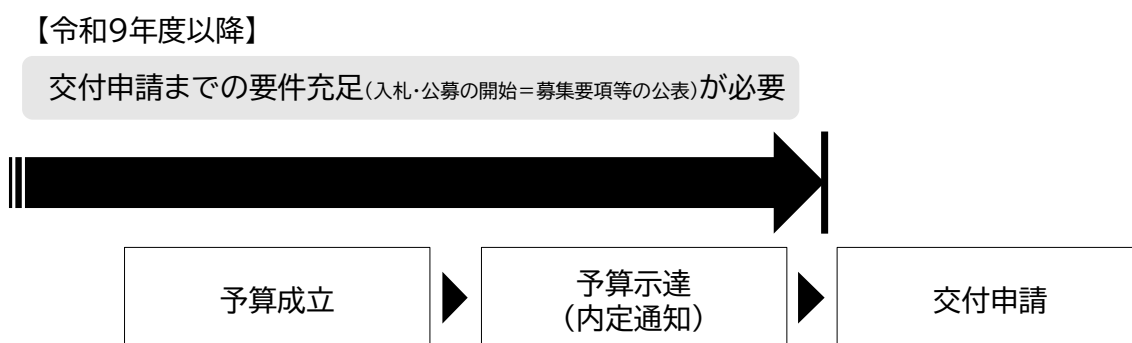 【令和9年度以降】
交付申請までの要件充足(入札・公募の開始=募集要項等の公表)が必要
予算成立
予算示達
(内定通知)
交付申請